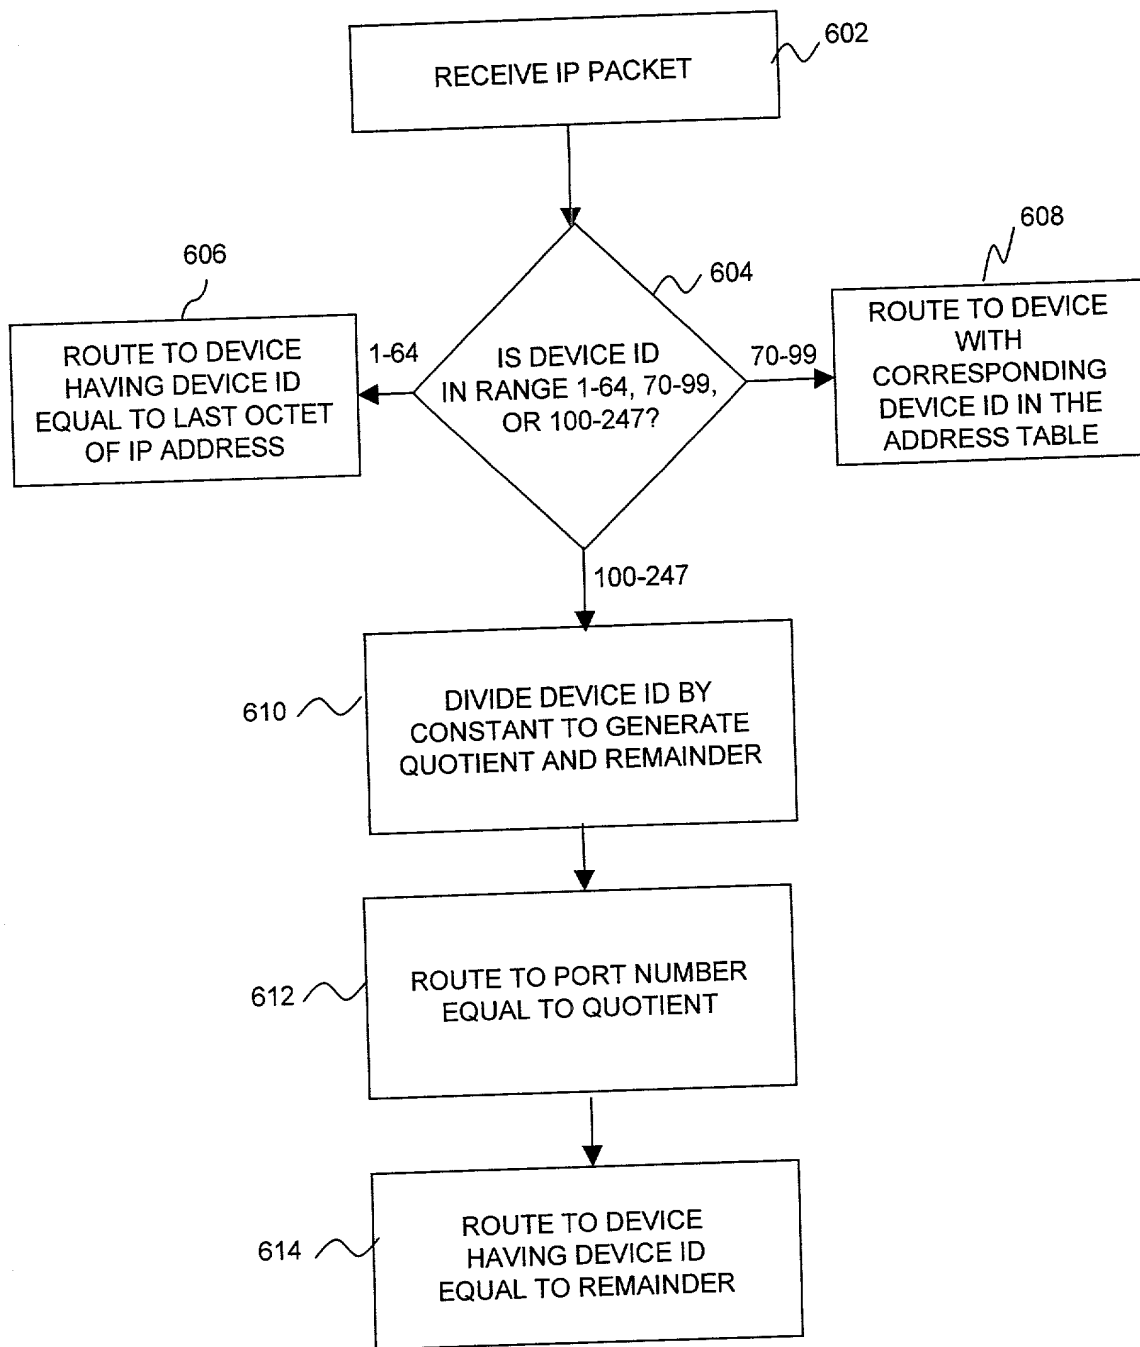 RECEIVE IP PACKET
602
604
IS DEVICE ID
IN RANGE 1-64, 70-99,
OR 100-247?
606
1-64
ROUTE TO DEVICE
HAVING DEVICE ID
EQUAL TO LAST OCTET
OF IP ADDRESS
608
70-99
ROUTE TO DEVICE
WITH
CORRESPONDING
DEVICE ID IN THE
ADDRESS TABLE
100-247
610
DIVIDE DEVICE ID BY
CONSTANT TO GENERATE
QUOTIENT AND REMAINDER
612
ROUTE TO PORT NUMBER
EQUAL TO QUOTIENT
614
ROUTE TO DEVICE
HAVING DEVICE ID
EQUAL TO REMAINDER